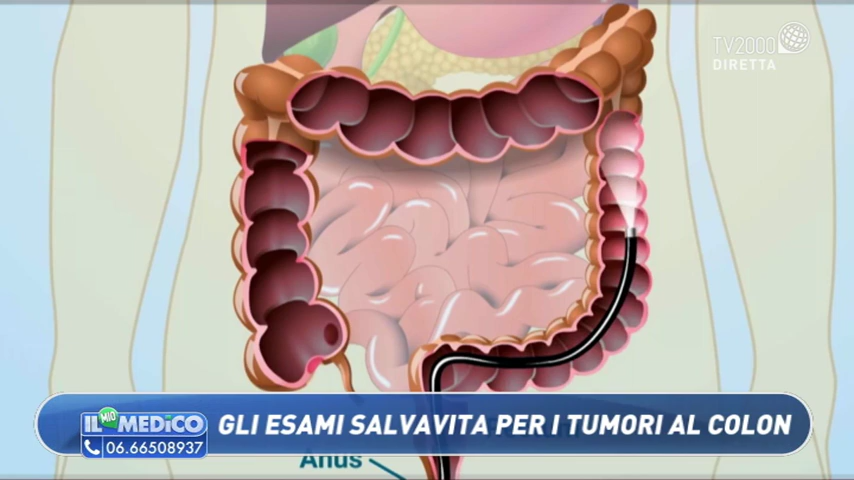 TV2000
DIRETTA
IL MIO MEDICO
06.66508937
GLI ESAMI SALVAVITA PER I TUMORI AL COLON
Anus